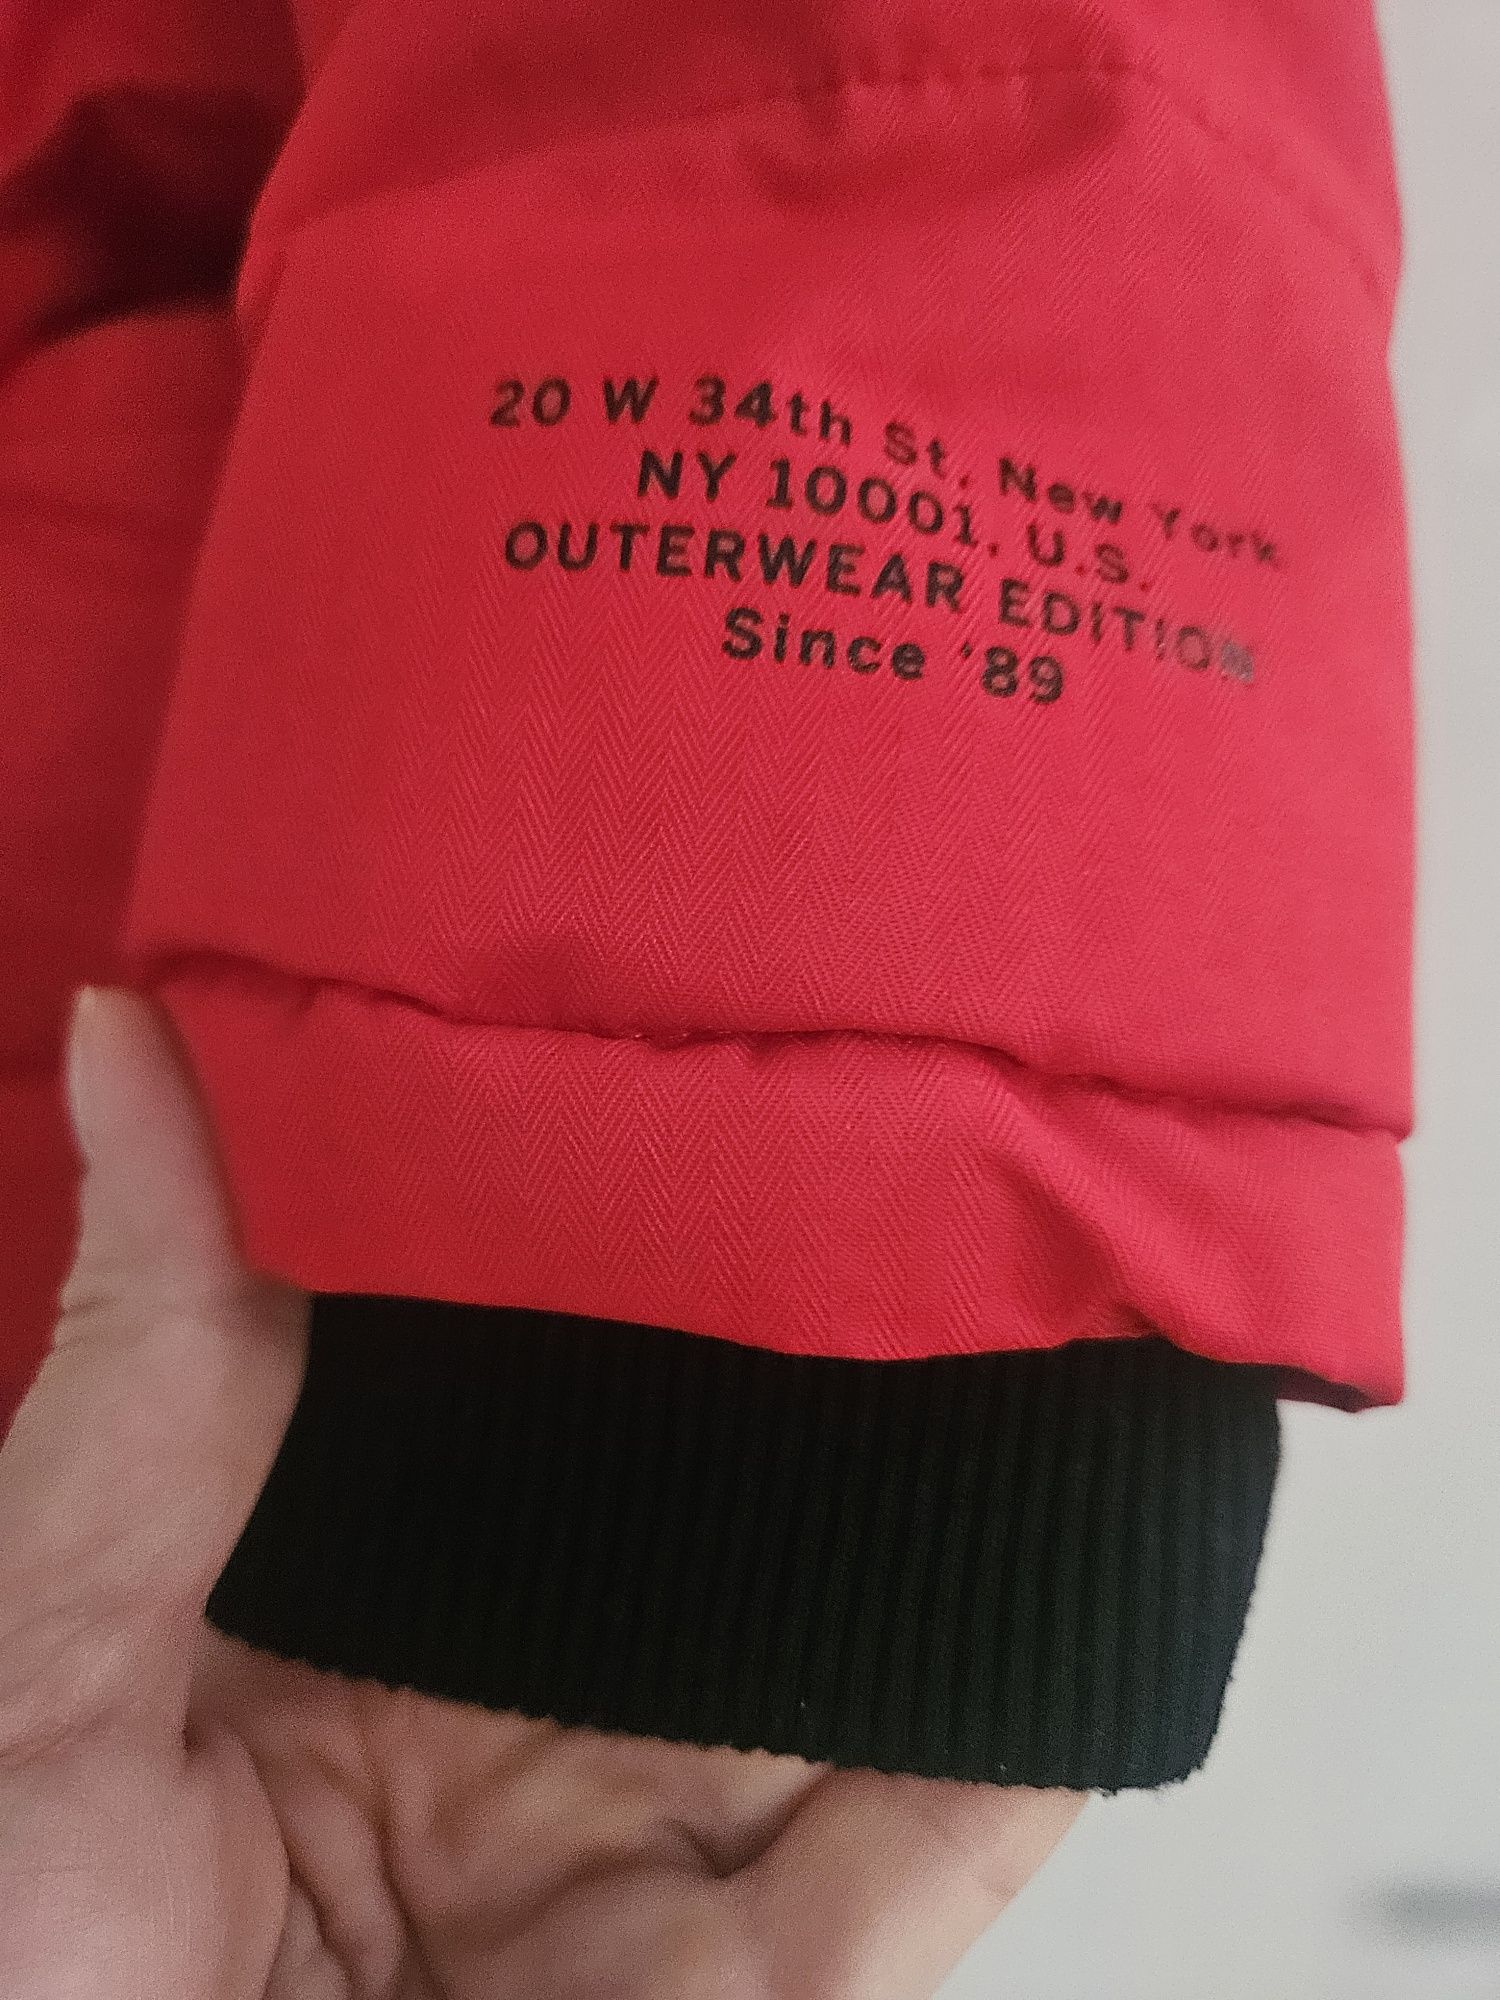 20 W 34th St, New York
NY 10001, U.S.
OUTERWEAR EDITION
Since '89